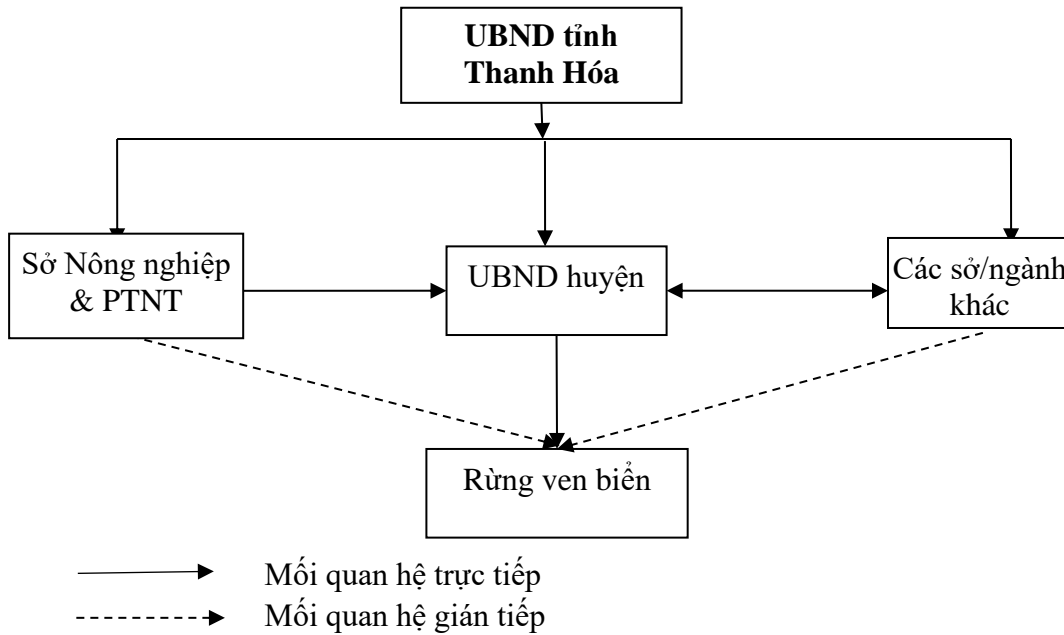 UBND tỉnh
Thanh Hóa
Sở Nông nghiệp
& PTNT
UBND huyện
Các sở/ngành
khác
Rừng ven biển
Mối quan hệ trực tiếp
Mối quan hệ gián tiếp